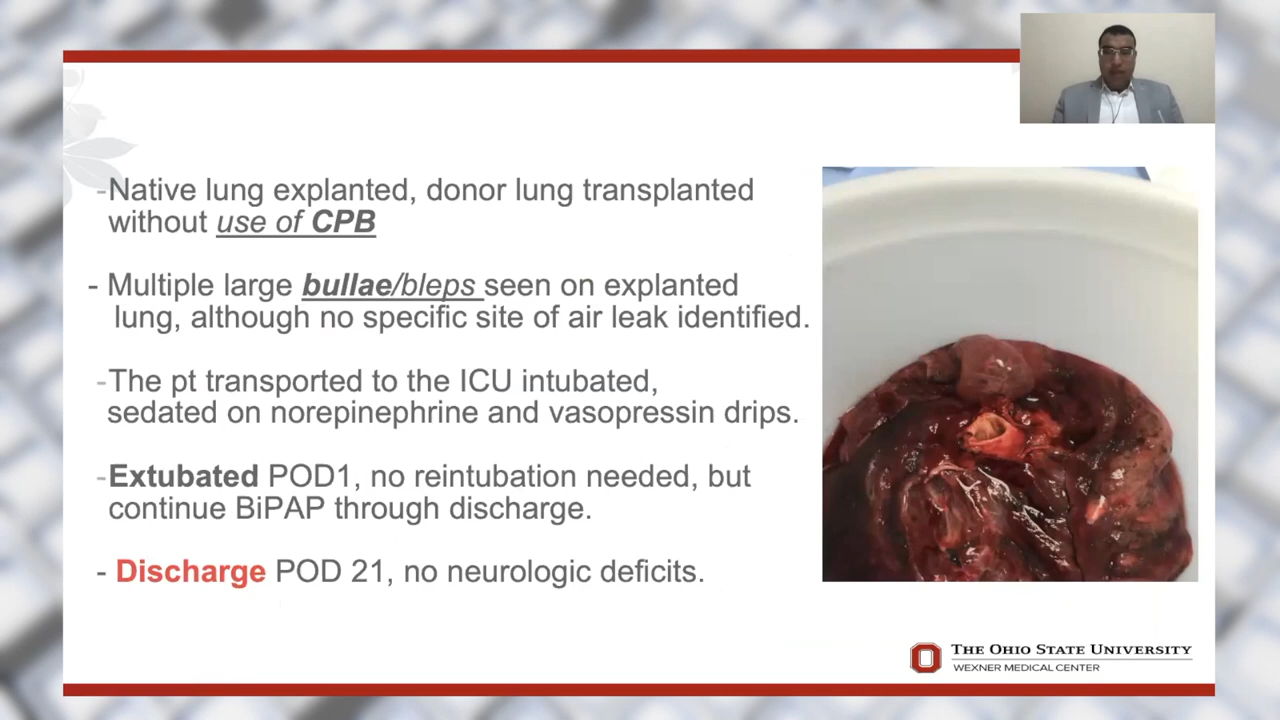 -Native lung explanted, donor lung transplanted
without use of CPB
- Multiple large bullae/bleps seen on explanted
lung, although no specific site of air leak identified.
-The pt transported to the ICU intubated,
sedated on norepinephrine and vasopressin drips.
-Extubated POD1, no reintubation needed, but
continue BiPAP through discharge.
- Discharge POD 21, no neurologic deficits.
THE OHIO STATE UNIVERSITY
WEXNER MEDICAL CENTER